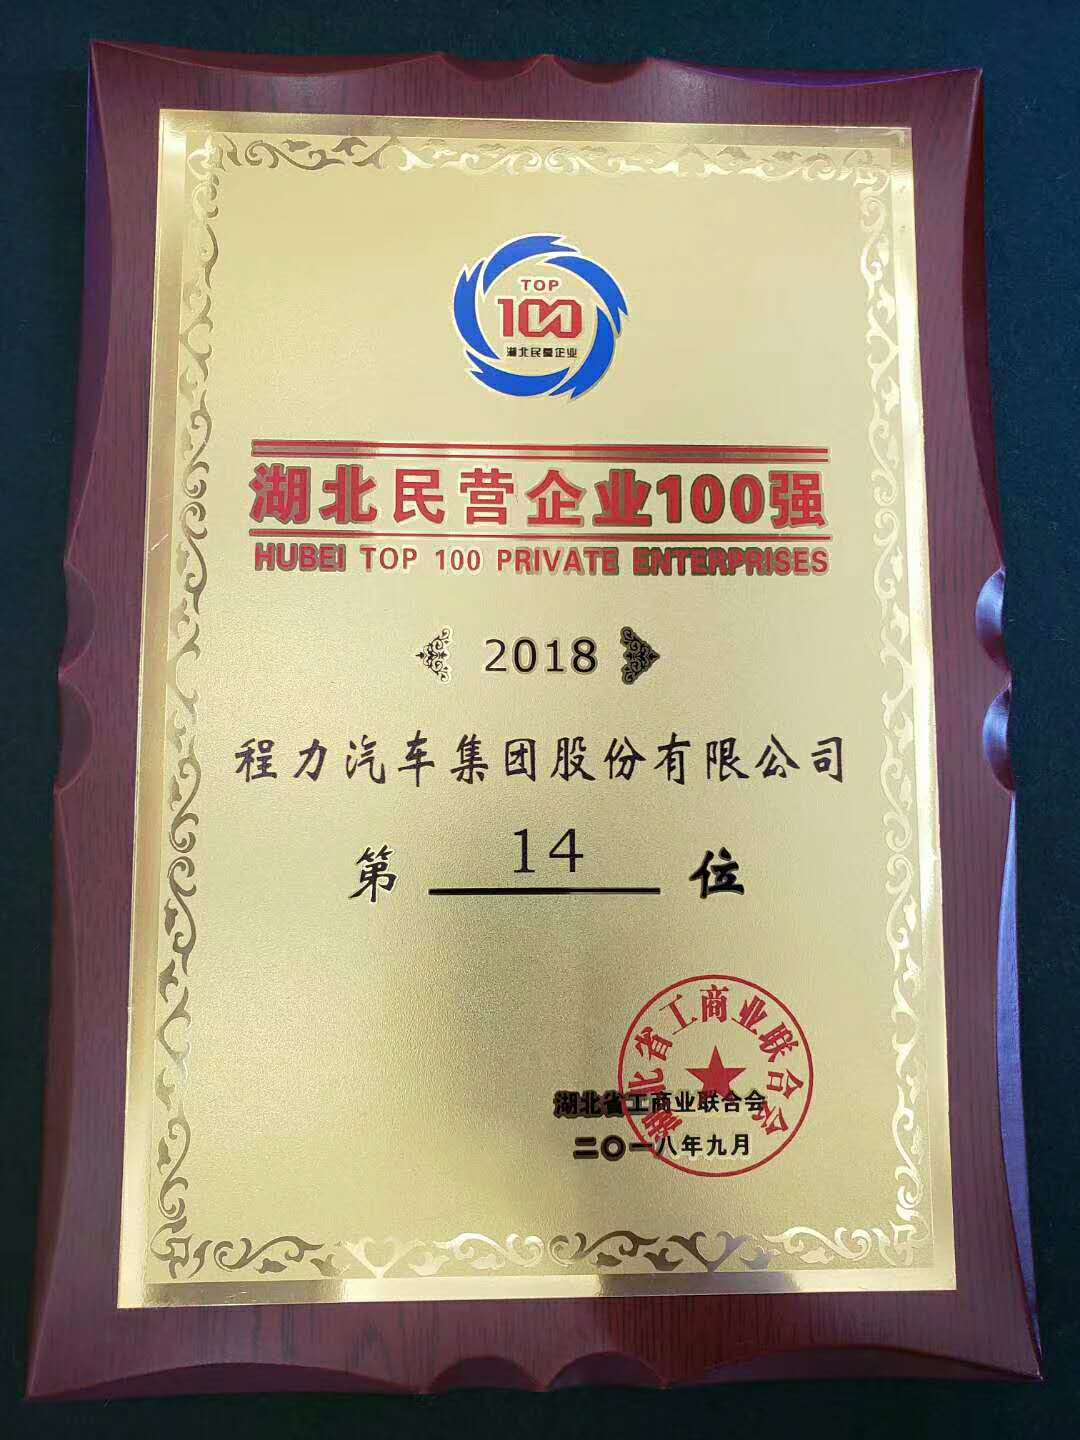 TOP
100
湖北民营企业
湖北民营企业100强
HUBEI TOP 100 PRIVATE ENTERPRISES
2018
程力汽车集团股份有限公司
第 14 位
湖北省工商业联合会
湖北省工商业联合会
二〇一八年九月